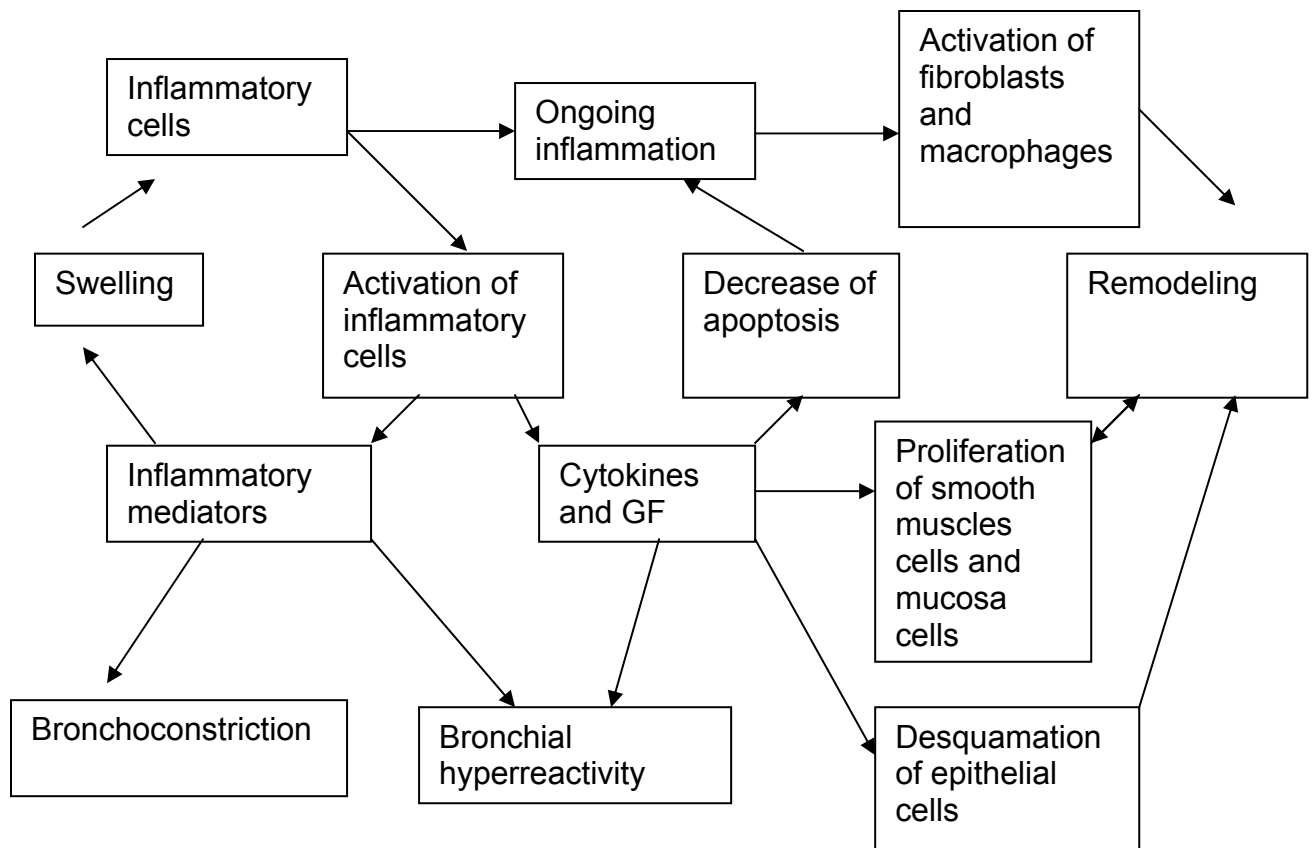 Activation of
fibroblasts
and
macrophages
Inflammatory
cells
Ongoing
inflammation
Swelling
Activation of
inflammatory
cells
Decrease of
apoptosis
Remodeling
Inflammatory
mediators
Cytokines
and GF
Proliferation
of smooth
muscles
cells and
mucosa
cells
Bronchoconstriction
Bronchial
hyperreactivity
Desquamation
of epithelial
cells